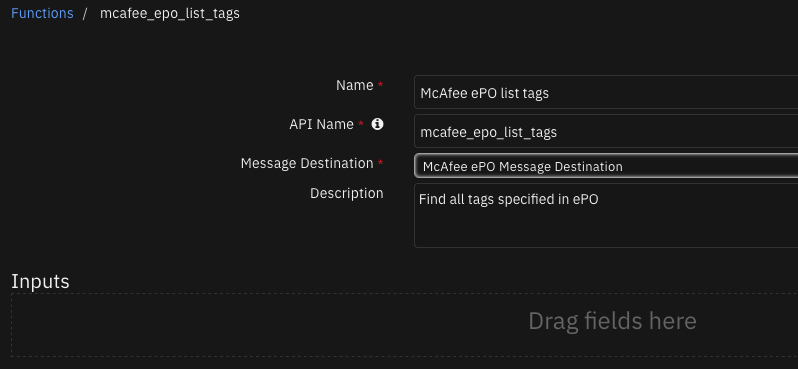 Functions / mcafee_epo_list_tags
Name *
McAfee ePO list tags
API Name *
mcafee_epo_list_tags
Message Destination *
McAfee ePO Message Destination
Description
Find all tags specified in ePO
Inputs
Drag fields here